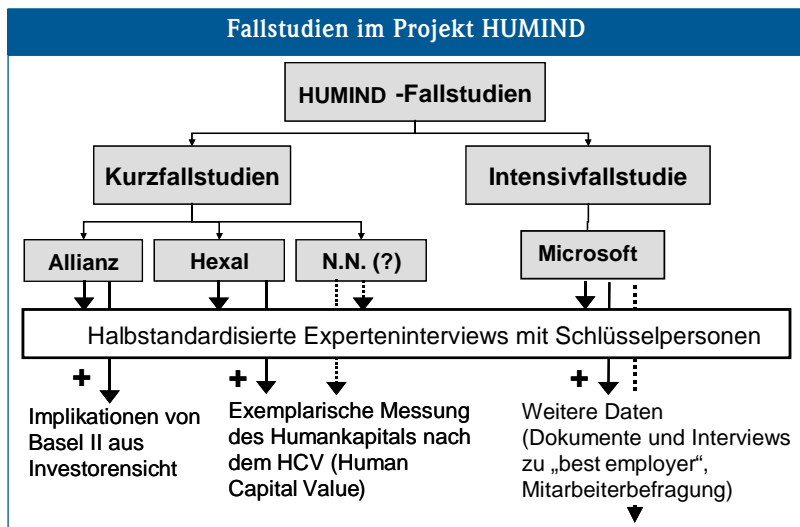 Fallstudien im Projekt HUMIND
HUMIND -Fallstudien
Kurzfallstudien
Intensivfallstudie
Allianz
Hexal
N.N. (?)
Microsoft
Halbstandardisierte Experteninterviews mit Schlüsselpersonen
+
+
+
Implikationen von
Basel II aus
Investorensicht
Exemplarische Messung
des Humankapitals nach
dem HCV (Human
Capital Value)
Weitere Daten
(Dokumente und Interviews
zu „best employer“,
Mitarbeiterbefragung)